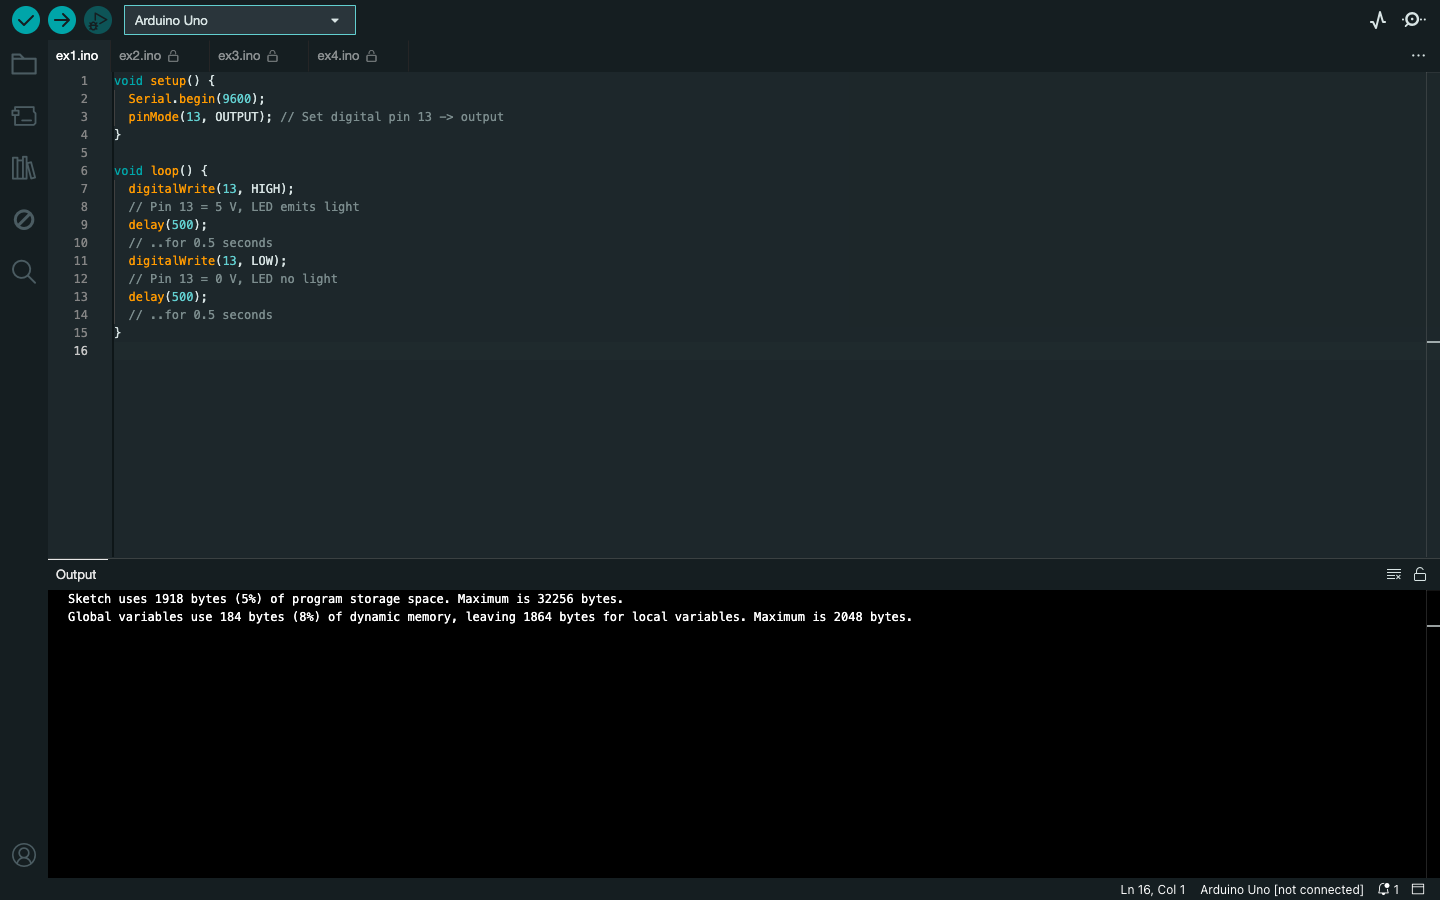 Arduino Uno
ex1.ino ex2.ino ex3.ino ex4.ino
1 void setup() {
2   Serial.begin(9600);
3   pinMode(13, OUTPUT); // Set digital pin 13 -> output
4 }
5
6 void loop() {
7   digitalWrite(13, HIGH);
8   // Pin 13 = 5 V, LED emits light
9   delay(500);
10   // ..for 0.5 seconds
11   digitalWrite(13, LOW);
12   // Pin 13 = 0 V, LED no light
13   delay(500);
14   // ..for 0.5 seconds
15 }
16
Output
Sketch uses 1918 bytes (5%) of program storage space. Maximum is 32256 bytes.
Global variables use 184 bytes (8%) of dynamic memory, leaving 1864 bytes for local variables. Maximum is 2048 bytes.
Ln 16, Col 1 Arduino Uno [not connected] 1